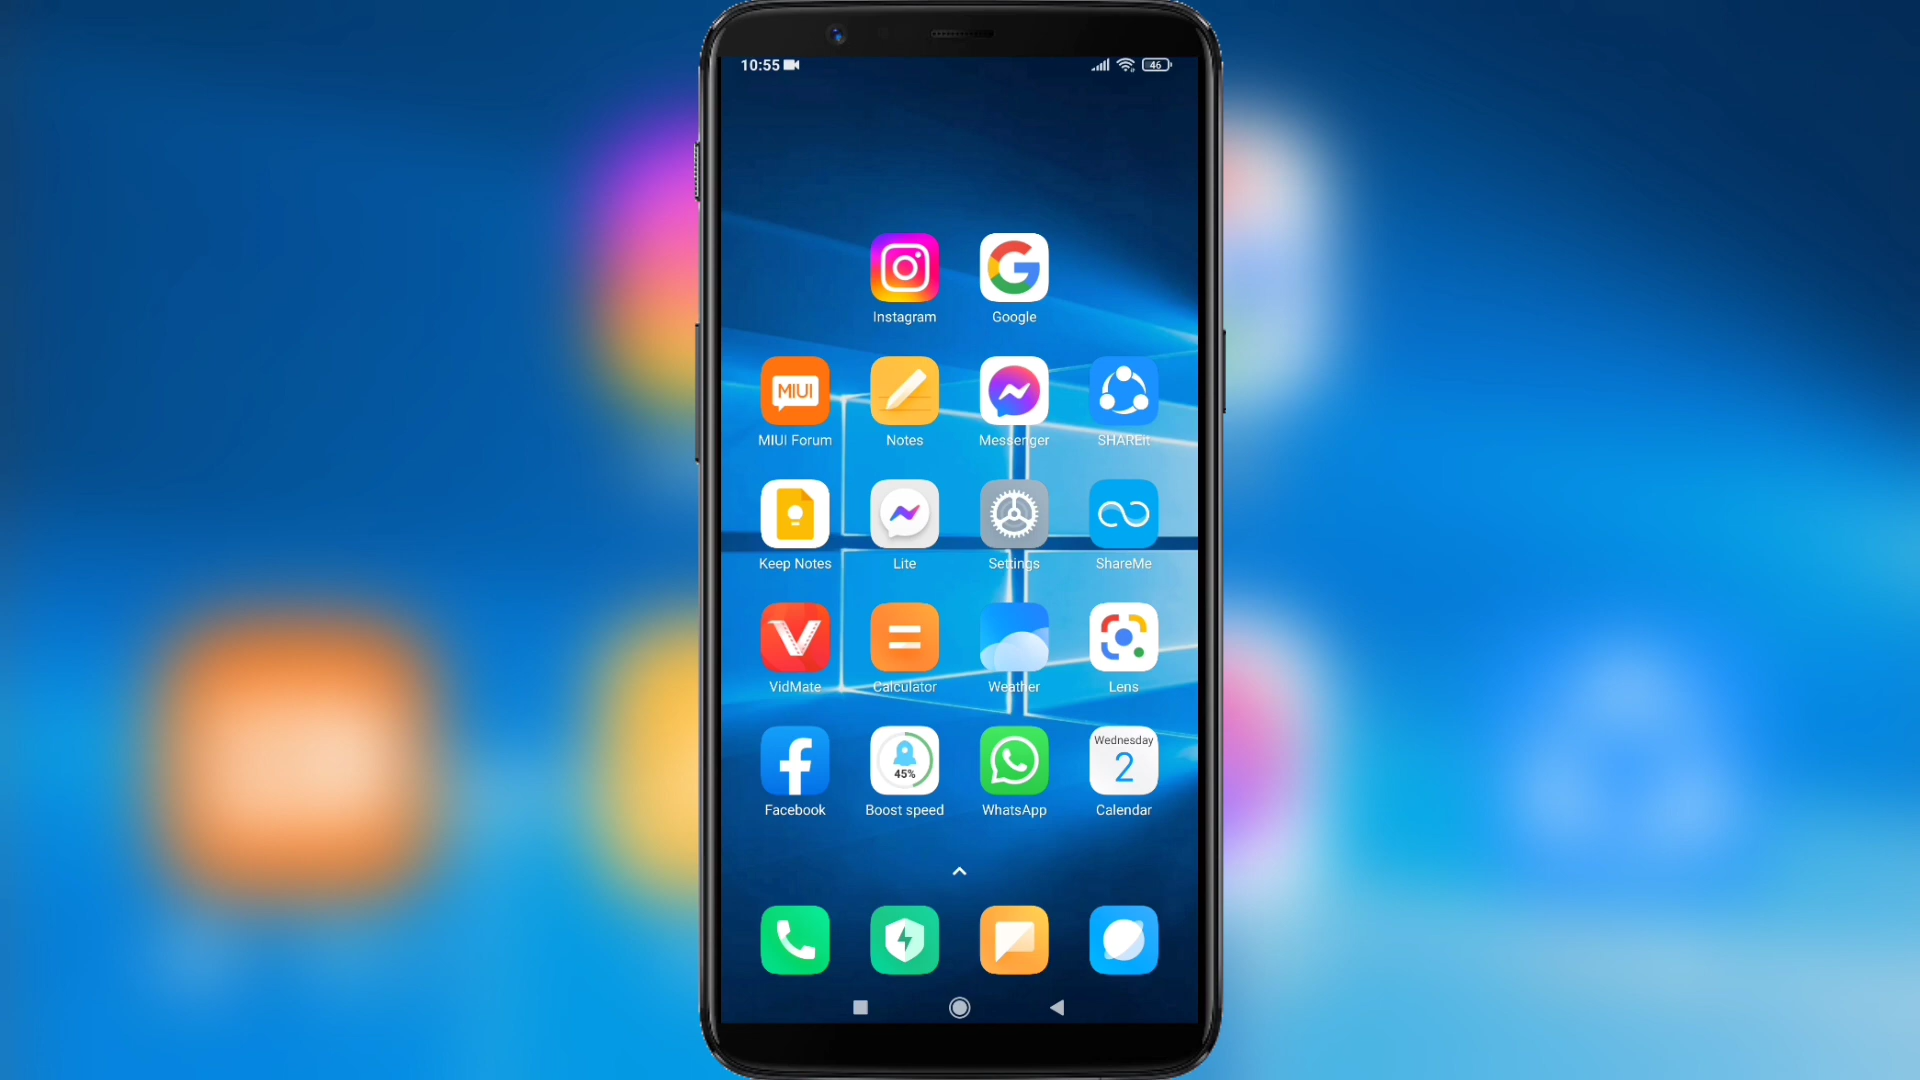 10:55 46
Instagram Google
MIUI
MIUI Forum Notes Messenger SHAREit
Keep Notes Lite Settings ShareMe
VidMate Calculator Weather Lens
Wednesday
2
45%
Facebook Boost speed WhatsApp Calendar